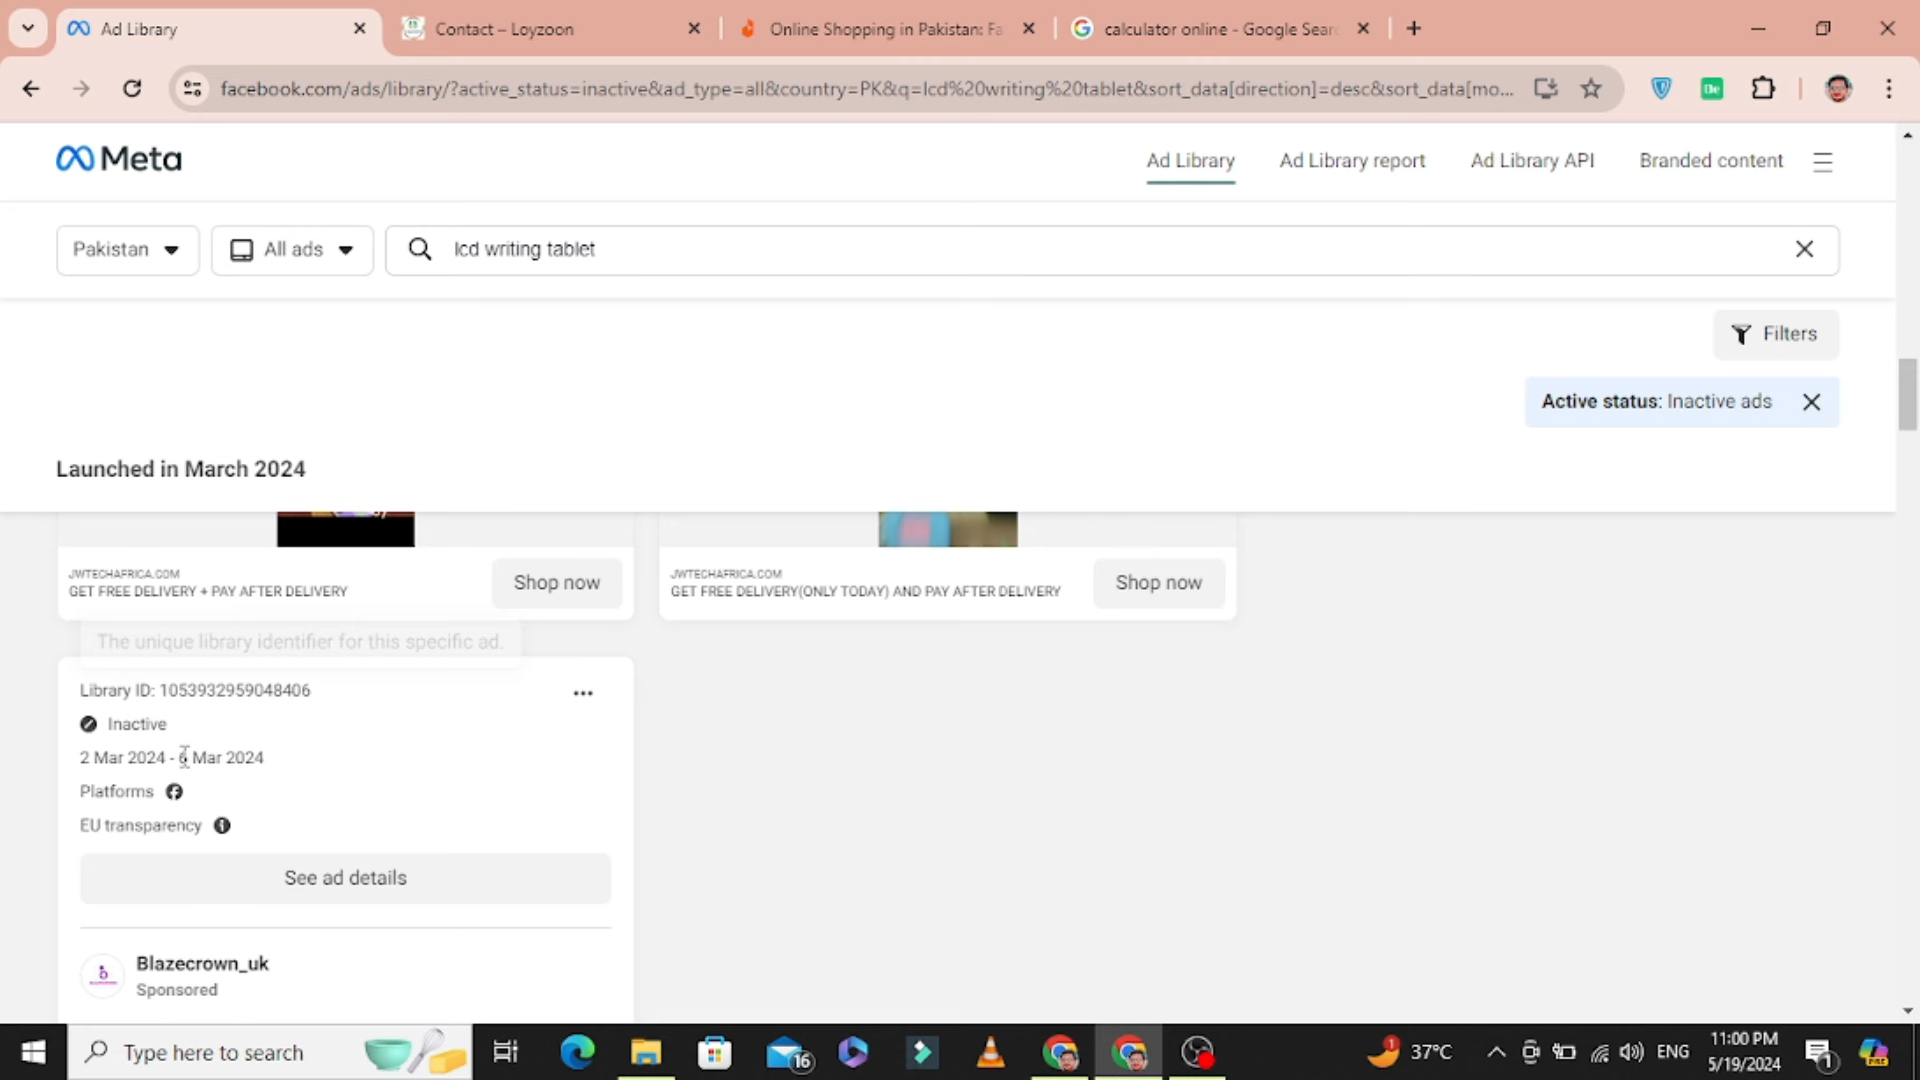 Ad Library
Contact – Loyzoon
Online Shopping in Pakistan: Fa
calculator online - Google Sear
facebook.com/ads/library/?active_status=inactive&ad_type=all&country=PK&q=lcd%20writing%20tablet&sort_data[direction]=desc&sort_data[mo...
De
Meta
Ad Library
Ad Library report
Ad Library API
Branded content
Pakistan
All ads
lcd writing tablet
Filters
Active status: Inactive ads
Launched in March 2024
JWTECHAFRICA.COM
GET FREE DELIVERY + PAY AFTER DELIVERY
Shop now
JWTECHAFRICA.COM
GET FREE DELIVERY(ONLY TODAY) AND PAY AFTER DELIVERY
Shop now
The unique library identifier for this specific ad.
Library ID: 1053932959048406
Inactive
2 Mar 2024 - 6 Mar 2024
Platforms
EU transparency
See ad details
Blazecrown_uk
Sponsored
Type here to search
16
1
37°C
ENG
11:00 PM
5/19/2024
1